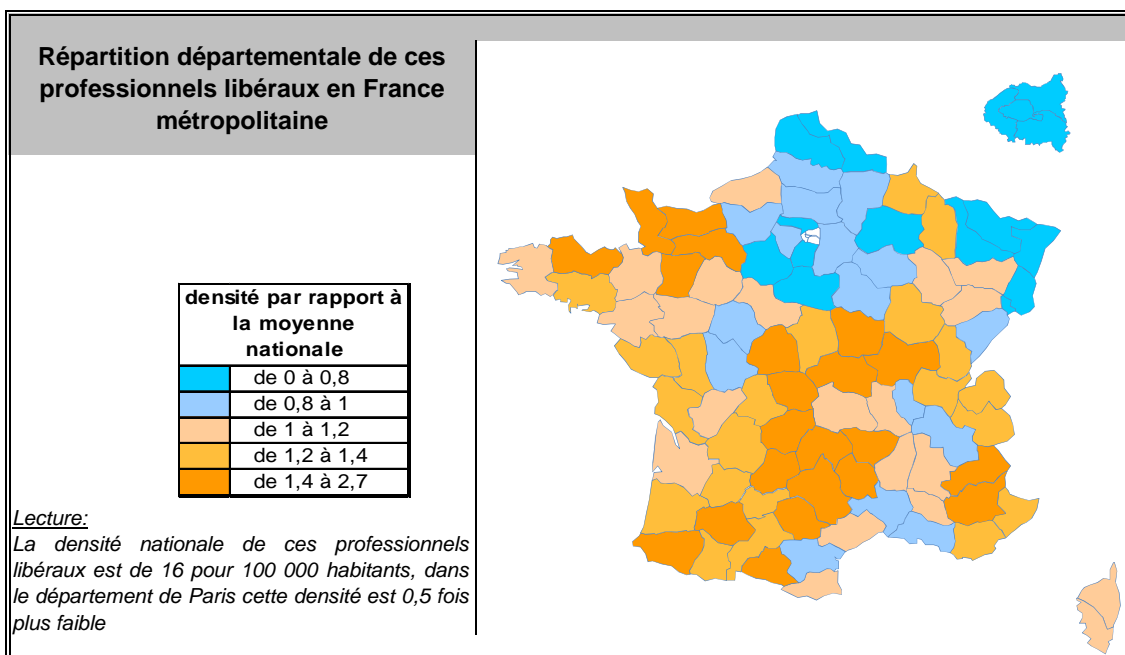 Répartition départementale de ces
professionnels libéraux en France
métropolitaine
densité par rapport à
la moyenne
nationale
de 0 à 0,8
de 0,8 à 1
de 1 à 1,2
de 1,2 à 1,4
de 1,4 à 2,7
Lecture:
La densité nationale de ces professionnels
libéraux est de 16 pour 100 000 habitants, dans
le département de Paris cette densité est 0,5 fois
plus faible